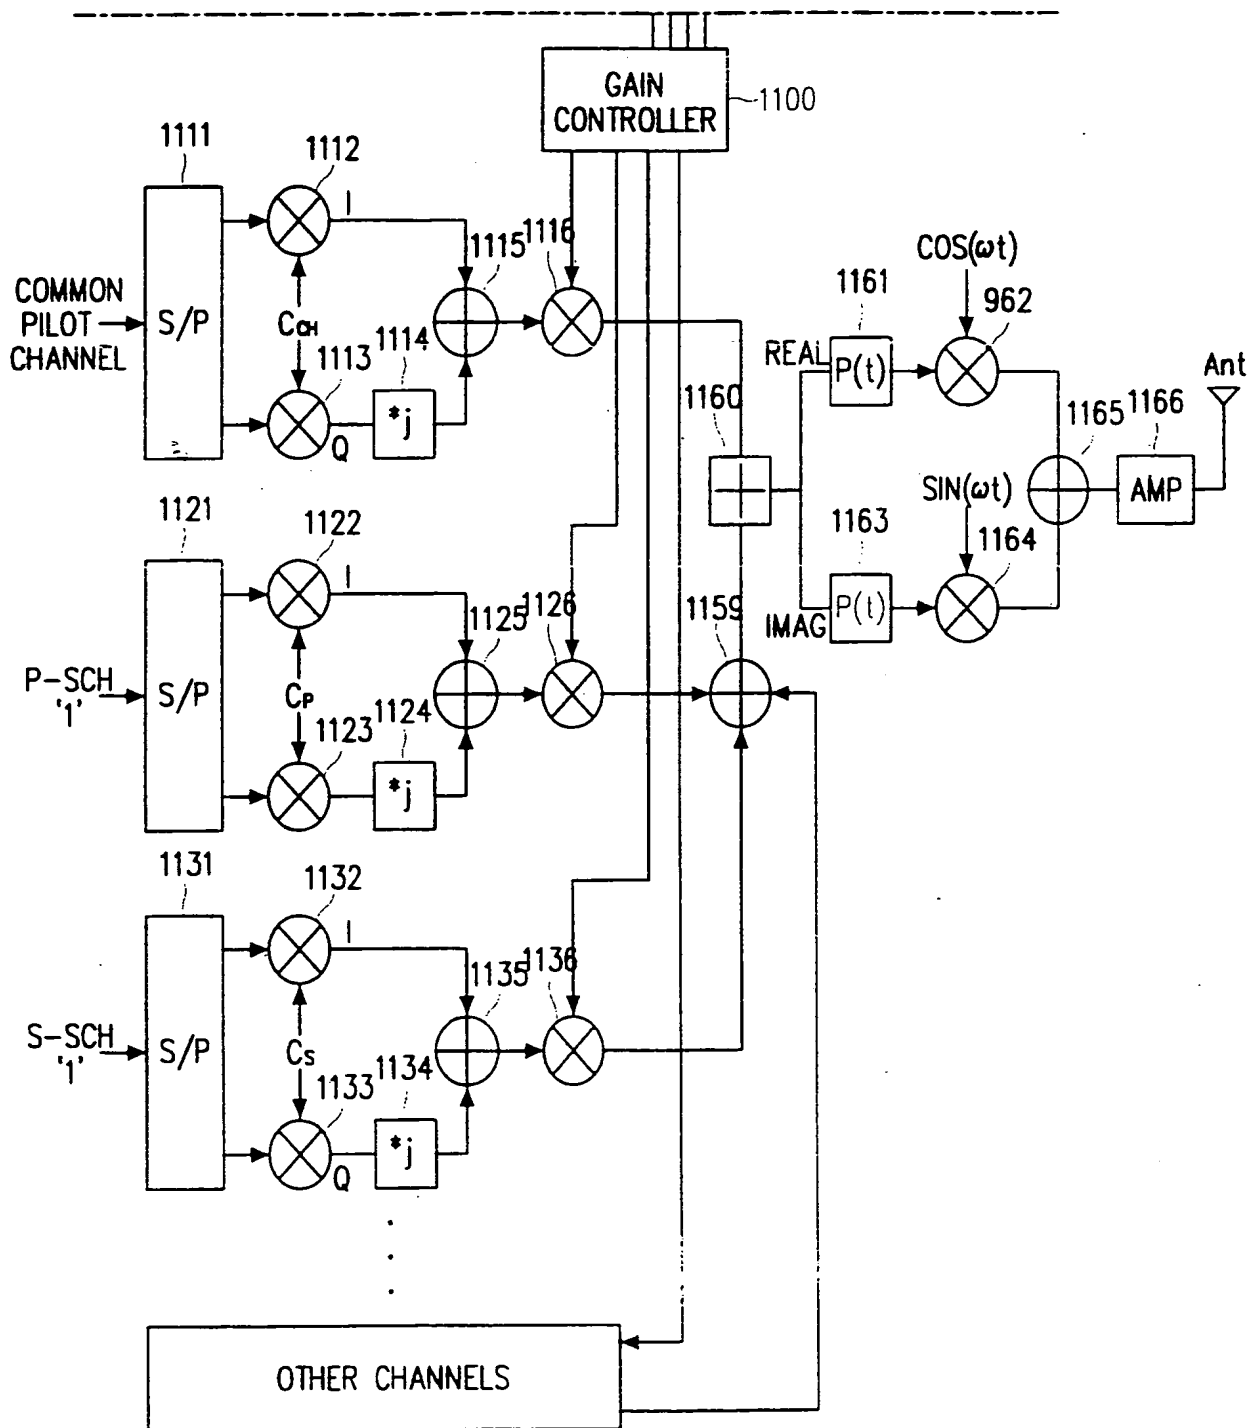 GAIN
CONTROLLER
1100
1111
1112
I
1115
1116
COMMON
PILOT
CHANNEL
S/P
CCH
1113
1114
*j
Q
COS(ωt)
1161
962
REAL
P(t)
Ant
1160
1165
1166
AMP
SIN(ωt)
1163
1164
IMAG
P(t)
1121
1122
I
1125
1126
1159
P-SCH
'1'
S/P
CP
1123
1124
*j
1131
1132
I
1135
1136
S-SCH
'1'
S/P
CS
1133
1134
*j
Q
OTHER CHANNELS